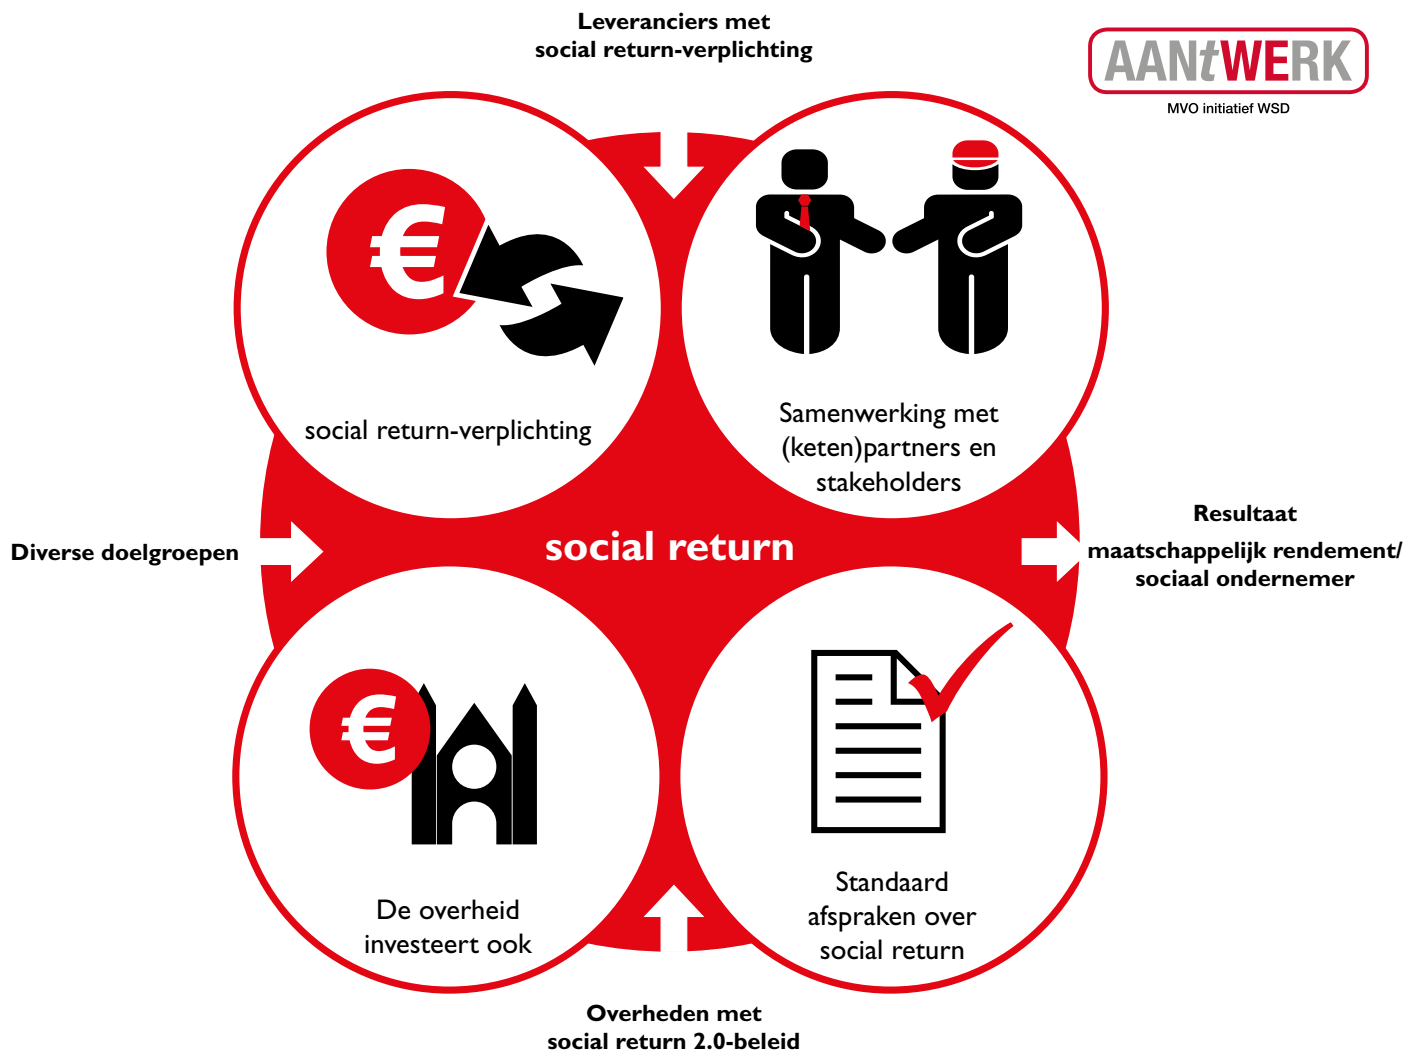 Leveranciers met
social return-verplichting
AANtWERK
MVO initiatief WSD
€
social return-verplichting
Samenwerking met
(keten)partners en
stakeholders
Diverse doelgroepen
social return
Resultaat
maatschappelijk rendement/
sociaal ondernemer
€
De overheid
investeert ook
Standaard
afspraken over
social return
Overheden met
social return 2.0-beleid